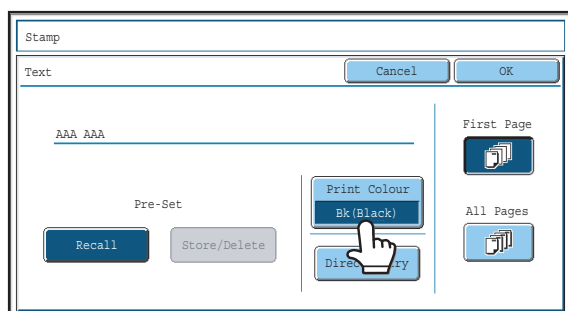 Stamp
Text
Cancel
OK
AAA AAA
First Page
Pre-Set
Print Colour
Bk(Black)
All Pages
Recall
Store/Delete